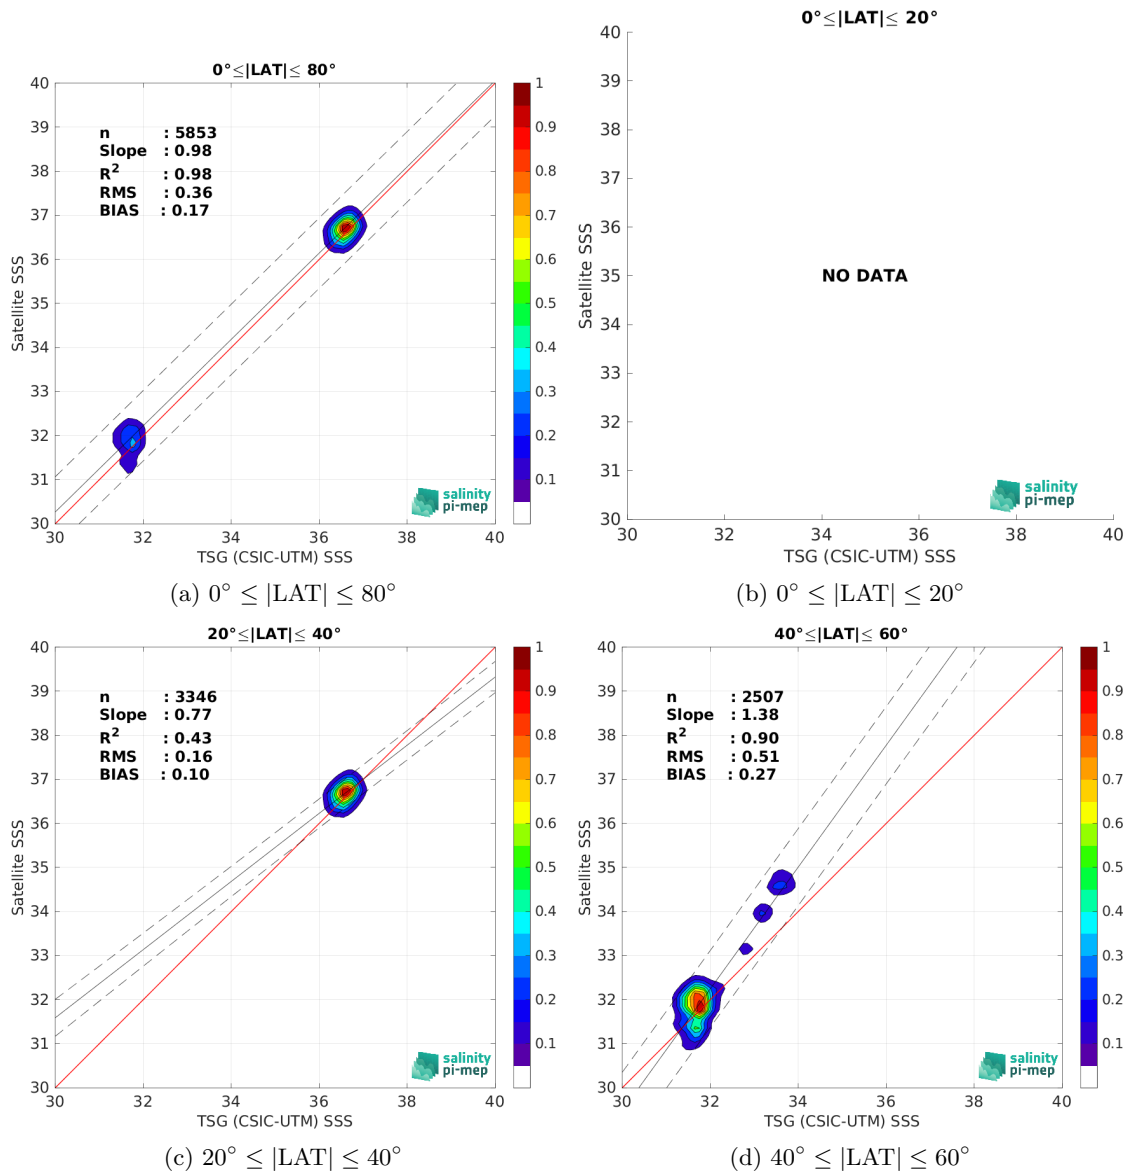 0°≤|LAT|≤ 80°
40
39
38
37
36
35
34
33
32
31
30
Satellite SSS
n : 5853
Slope : 0.98
R² : 0.98
RMS : 0.36
BIAS : 0.17
salinity
pi-mep
30 32 34 36 38 40
TSG (CSIC-UTM) SSS
1
0.9
0.8
0.7
0.6
0.5
0.4
0.3
0.2
0.1
(a) 0° ≤ |LAT| ≤ 80°
0°≤|LAT|≤ 20°
40
39
38
37
36
35
34
33
32
31
30
Satellite SSS
NO DATA
salinity
pi-mep
30 32 34 36 38 40
TSG (CSIC-UTM) SSS
(b) 0° ≤ |LAT| ≤ 20°
20°≤|LAT|≤ 40°
40
39
38
37
36
35
34
33
32
31
30
Satellite SSS
n : 3346
Slope : 0.77
R² : 0.43
RMS : 0.16
BIAS : 0.10
salinity
pi-mep
30 32 34 36 38 40
TSG (CSIC-UTM) SSS
1
0.9
0.8
0.7
0.6
0.5
0.4
0.3
0.2
0.1
(c) 20° ≤ |LAT| ≤ 40°
40°≤|LAT|≤ 60°
40
39
38
37
36
35
34
33
32
31
30
Satellite SSS
n : 2507
Slope : 1.38
R² : 0.90
RMS : 0.51
BIAS : 0.27
salinity
pi-mep
30 32 34 36 38 40
TSG (CSIC-UTM) SSS
1
0.9
0.8
0.7
0.6
0.5
0.4
0.3
0.2
0.1
(d) 40° ≤ |LAT| ≤ 60°